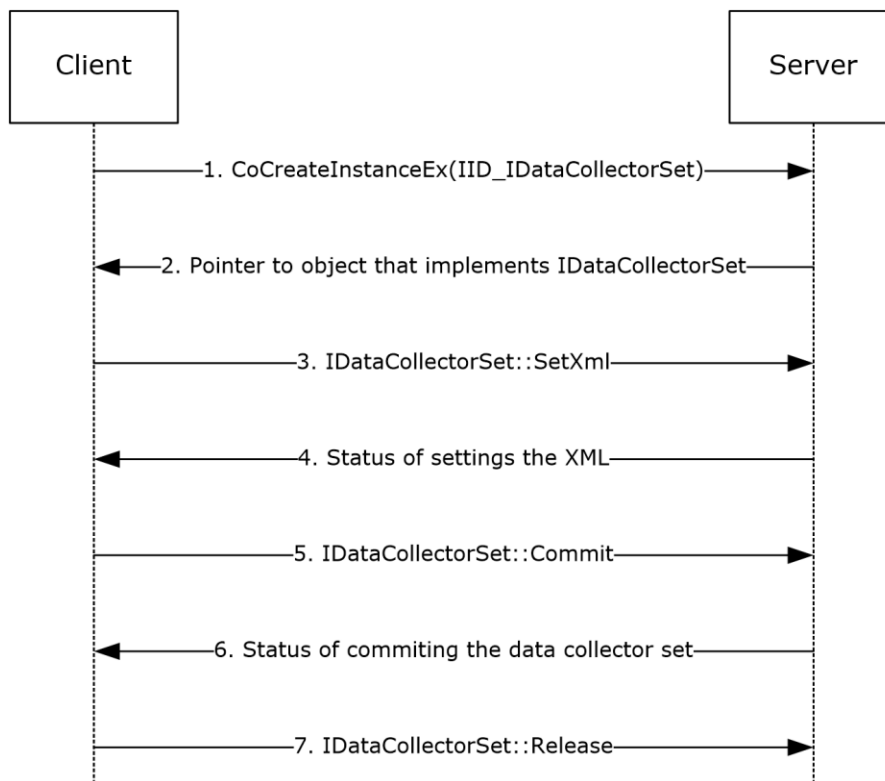 Client
Server
1. CoCreateInstanceEx(IID_IDataCollectorSet)
2. Pointer to object that implements IDataCollectorSet
3. IDataCollectorSet::SetXml
4. Status of settings the XML
5. IDataCollectorSet::Commit
6. Status of commiting the data collector set
7. IDataCollectorSet::Release